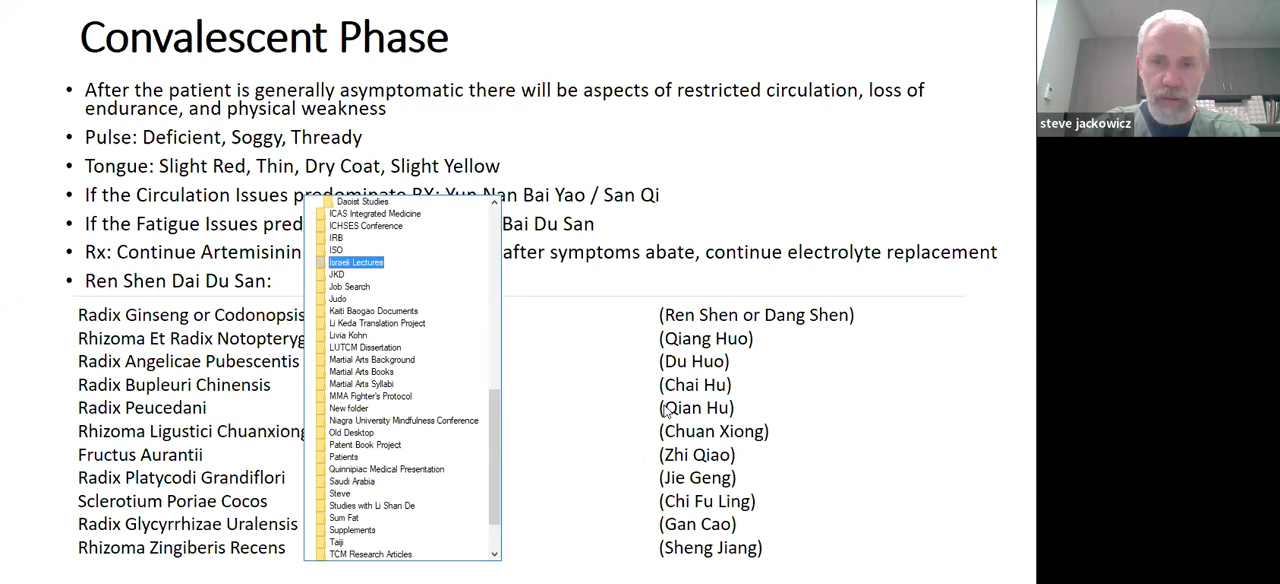 Convalescent Phase
• After the patient is generally asymptomatic there will be aspects of restricted circulation, loss of
endurance, and physical weakness
• Pulse: Deficient, Soggy, Thready
• Tongue: Slight Red, Thin, Dry Coat, Slight Yellow
• If the Circulation Issues predominate RX: Yun Nan Bai Yao / San Qi
• If the Fatigue Issues pred Bai Du San
• Rx: Continue Artemisinin after symptoms abate, continue electrolyte replacement
• Ren Shen Dai Du San:
Radix Ginseng or Codonopsis (Ren Shen or Dang Shen)
Rhizoma Et Radix Notopteryg (Qiang Huo)
Radix Angelicae Pubescentis (Du Huo)
Radix Bupleuri Chinensis (Chai Hu)
Radix Peucedani (Qian Hu)
Rhizoma Ligustici Chuanxiong (Chuan Xiong)
Fructus Aurantii (Zhi Qiao)
Radix Platycodi Grandiflori (Jie Geng)
Sclerotium Poriae Cocos (Chi Fu Ling)
Radix Glycyrrhizae Uralensis (Gan Cao)
Rhizoma Zingiberis Recens (Sheng Jiang)
Daoist Studies
ICAS Integrated Medicine
ICHSES Conference
IRB
ISO
Israeli Lectures
JKD
Job Search
Judo
Kaiti Baogao Documents
Li Keda Translation Project
Livia Kohn
LUTCM Dissertation
Martial Arts Background
Martial Arts Books
Martial Arts Syllabi
MMA Fighter's Protocol
New folder
Niagra University Mindfulness Conference
Old Desktop
Patent Book Project
Patients
Quinnipiac Medical Presentation
Saudi Arabia
Steve
Studies with Li Shan De
Sum Fat
Supplements
Taiji
TCM Research Articles
steve jackowicz